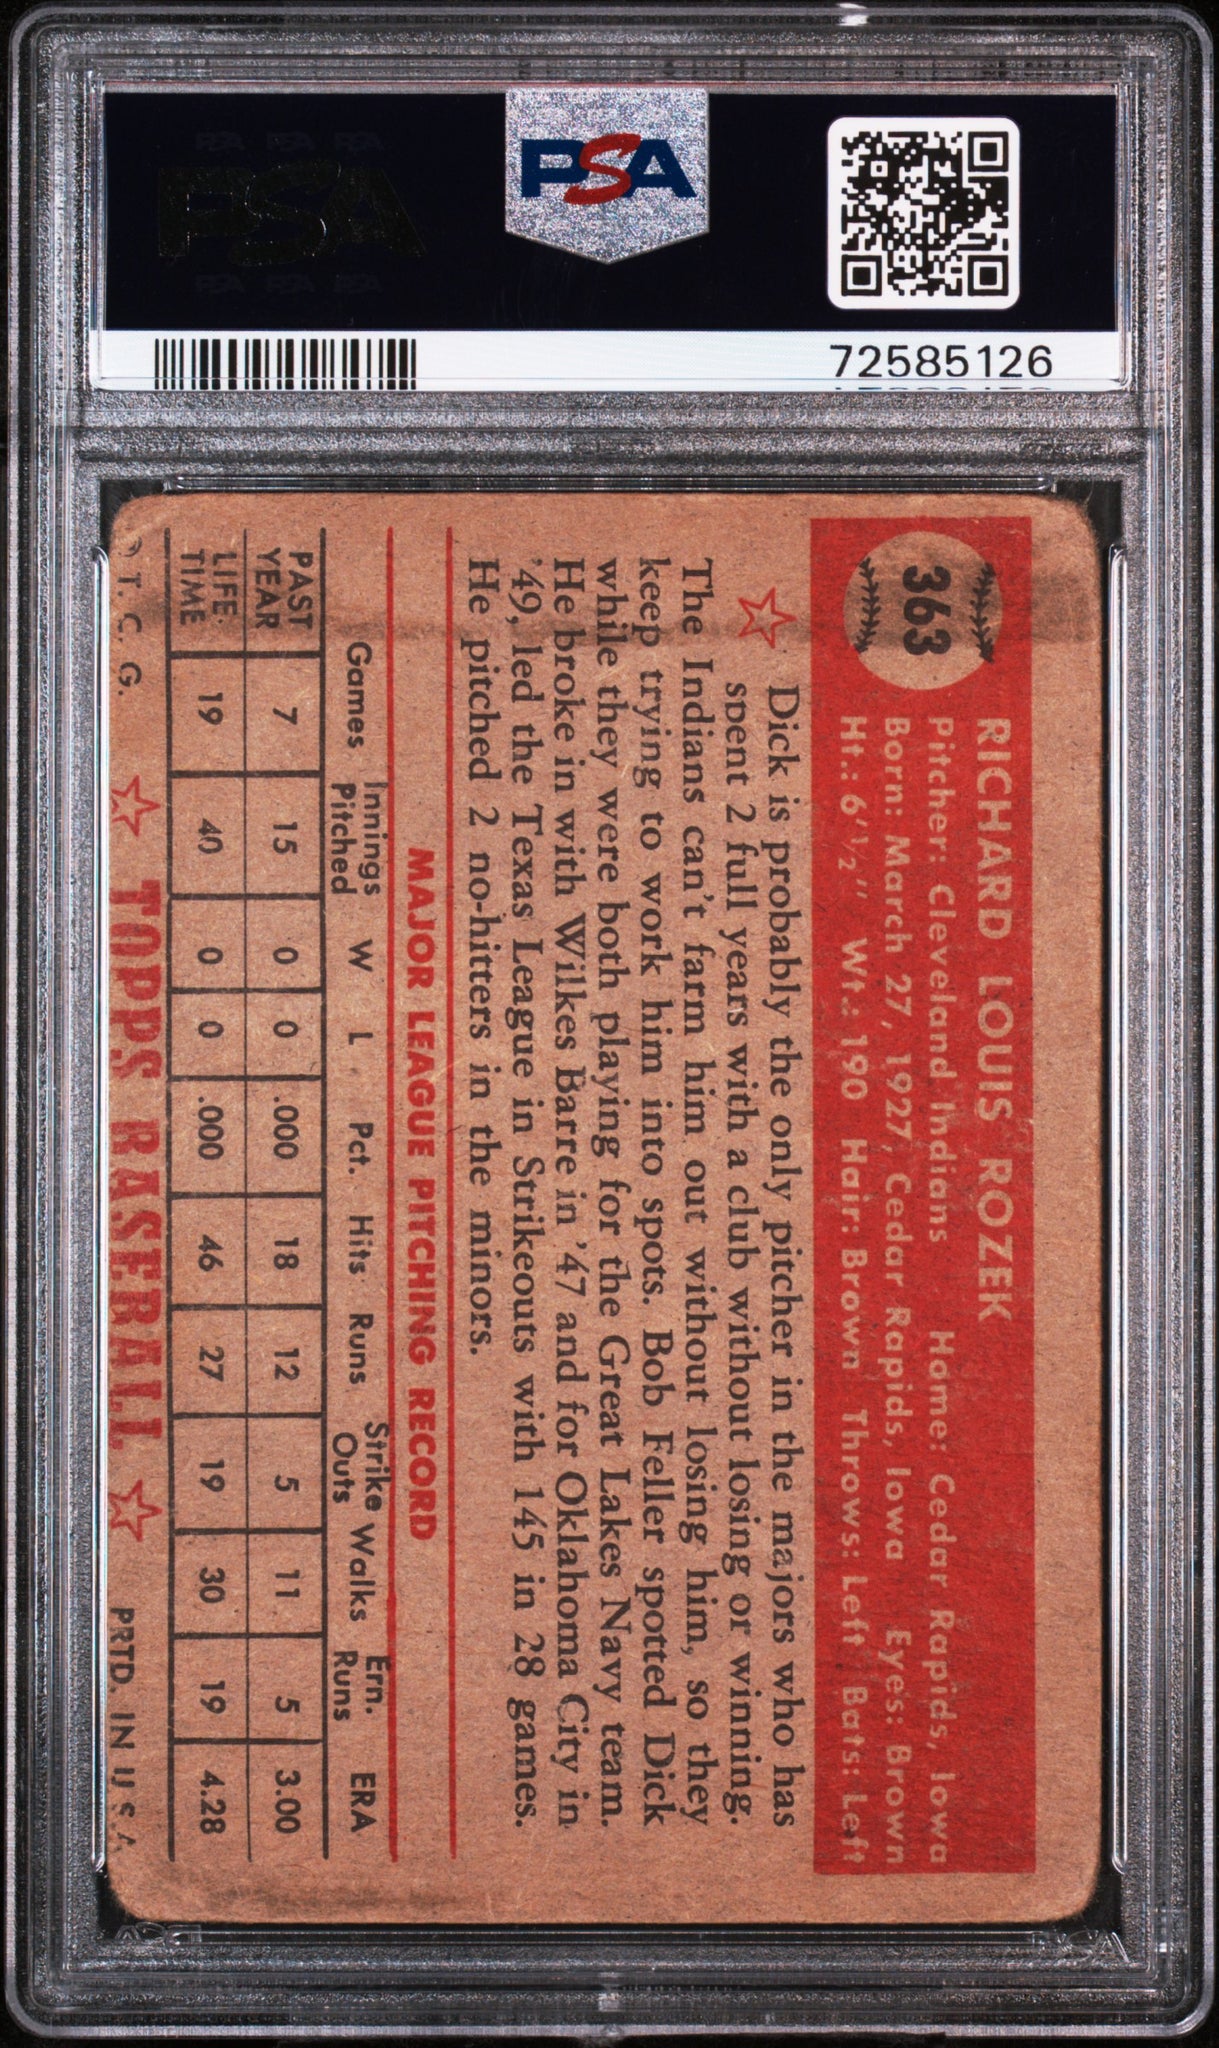 PSA PSA PSA
PSA
PSA PSA PSA
PSA
72585126
363
RICHARD LOUIS ROZEK
Pitcher: Cleveland Indians Home: Cedar Rapids, Iowa
Born: March 27, 1927, Cedar Rapids, Iowa Eyes: Brown
Ht.: 6'½" Wt.: 190 Hair: Brown Throws: Left Bats: Left
Dick is probably the only pitcher in the majors who has
spent 2 full years with a club without losing or winning.
The Indians can't farm him out without losing him, so they
keep trying to work him into spots. Bob Feller spotted Dick
while they were both playing for the Great Lakes Navy team.
He broke in with Wilkes Barre in '47 and for Oklahoma City in
'49, led the Texas League in Strikeouts with 145 in 28 games.
He pitched 2 no-hitters in the minors.
MAJOR LEAGUE PITCHING RECORD
Games Innings Pitched W L Pct. Hits Runs Strike Outs Walks Ern. Runs ERA
PAST YEAR 7 15 0 0 .000 18 12 5 11 5 3.00
LIFE TIME 19 40 0 0 .000 46 27 19 30 19 4.28
T. C. G. ☆ TOPPS BASEBALL ☆ PRTD. IN U S A